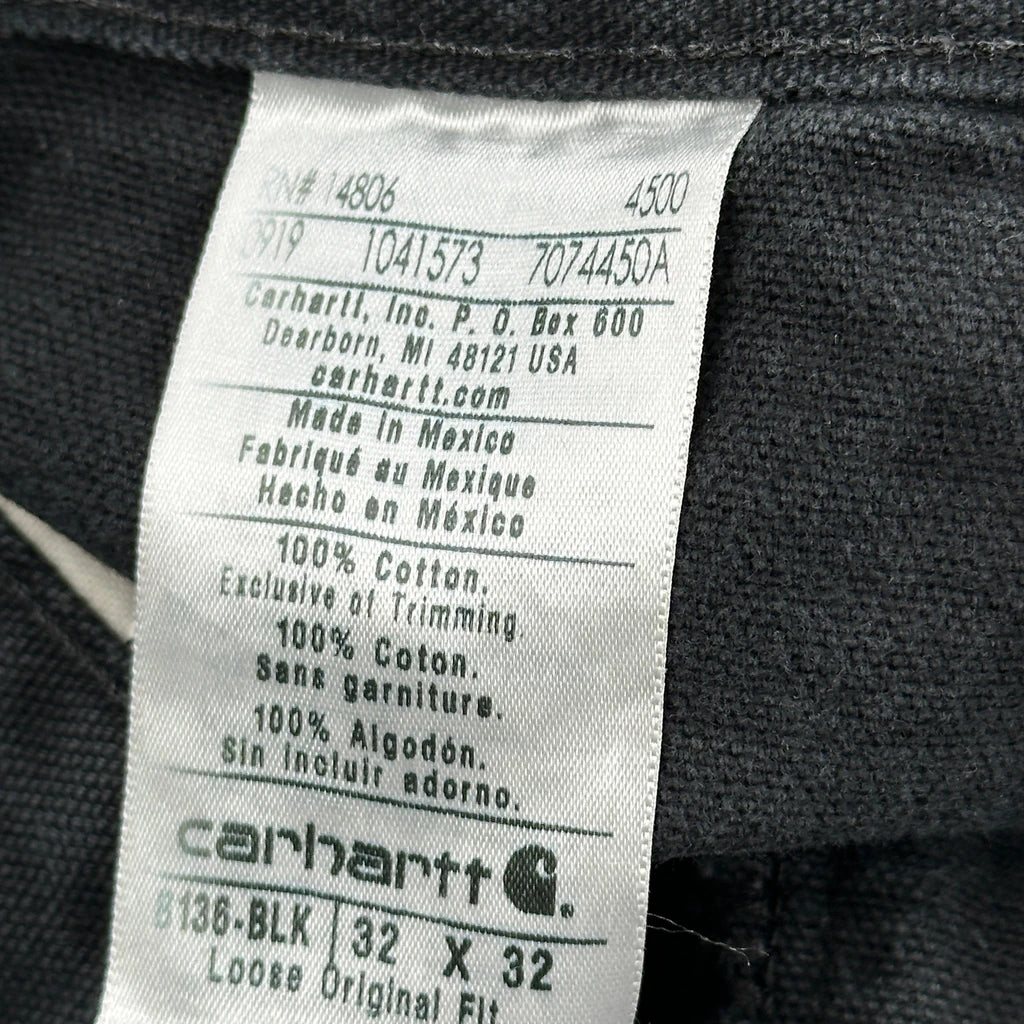 RN# 14806 4500
3919 1041573 7074450A
Carhartt, Inc. P. O. Box 600
Dearborn, MI 48121 USA
carhartt.com
Made in Mexico
Fabriqué au Mexique
Hecho en México
100% Cotton.
Exclusive of Trimming.
100% Coton.
Sans garniture.
100% Algodón.
Sin incluir adorno.
carhartt
B136-BLK 32 X 32
Loose Original Fit